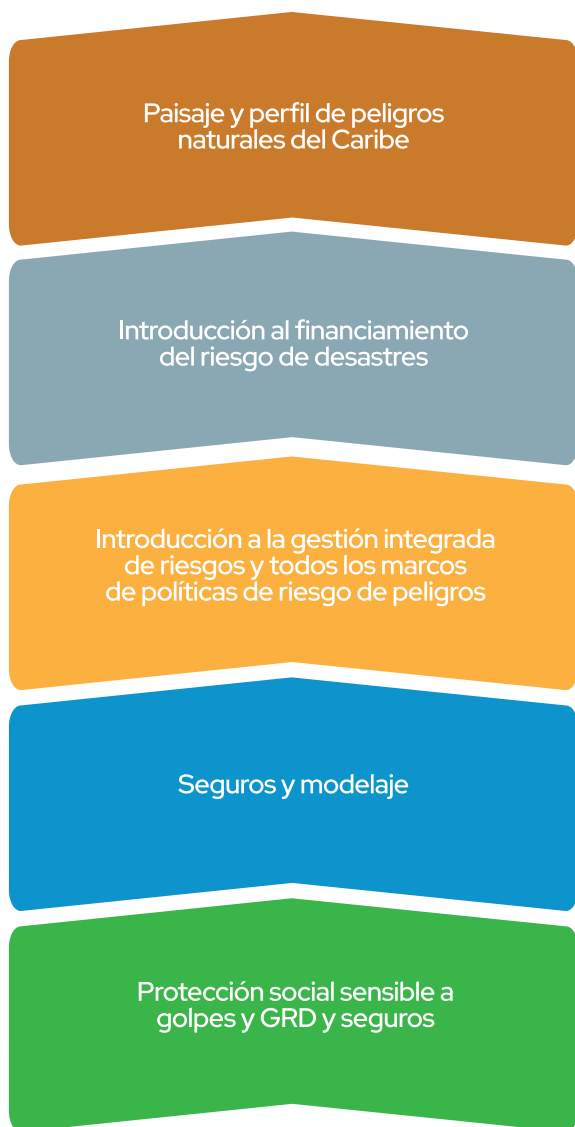 Paisaje y perfil de peligros
naturales del Caribe
Introducción al financiamiento
del riesgo de desastres
Introducción a la gestión integrada
de riesgos y todos los marcos
de políticas de riesgo de peligros
Seguros y modelaje
Protección social sensible a
golpes y GRD y seguros